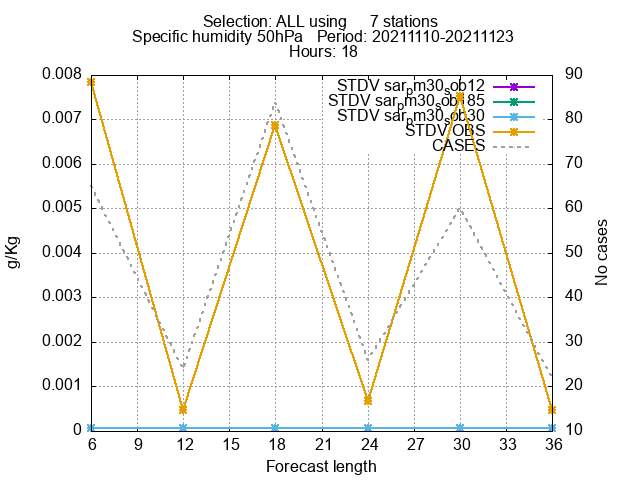 Selection: ALL using     7 stations
Specific humidity 50hPa   Period: 20211110-20211123
Hours: 18
STDV sarpm30sob12
STDV sarpm30sob185
STDV sarpm30sob30
STDV OBS
CASES
0.008
0.007
0.006
0.005
0.004
0.003
0.002
0.001
0
90
80
70
60
50
40
30
20
10
g/Kg
No cases
6 9 12 15 18 21 24 27 30 33 36
Forecast length